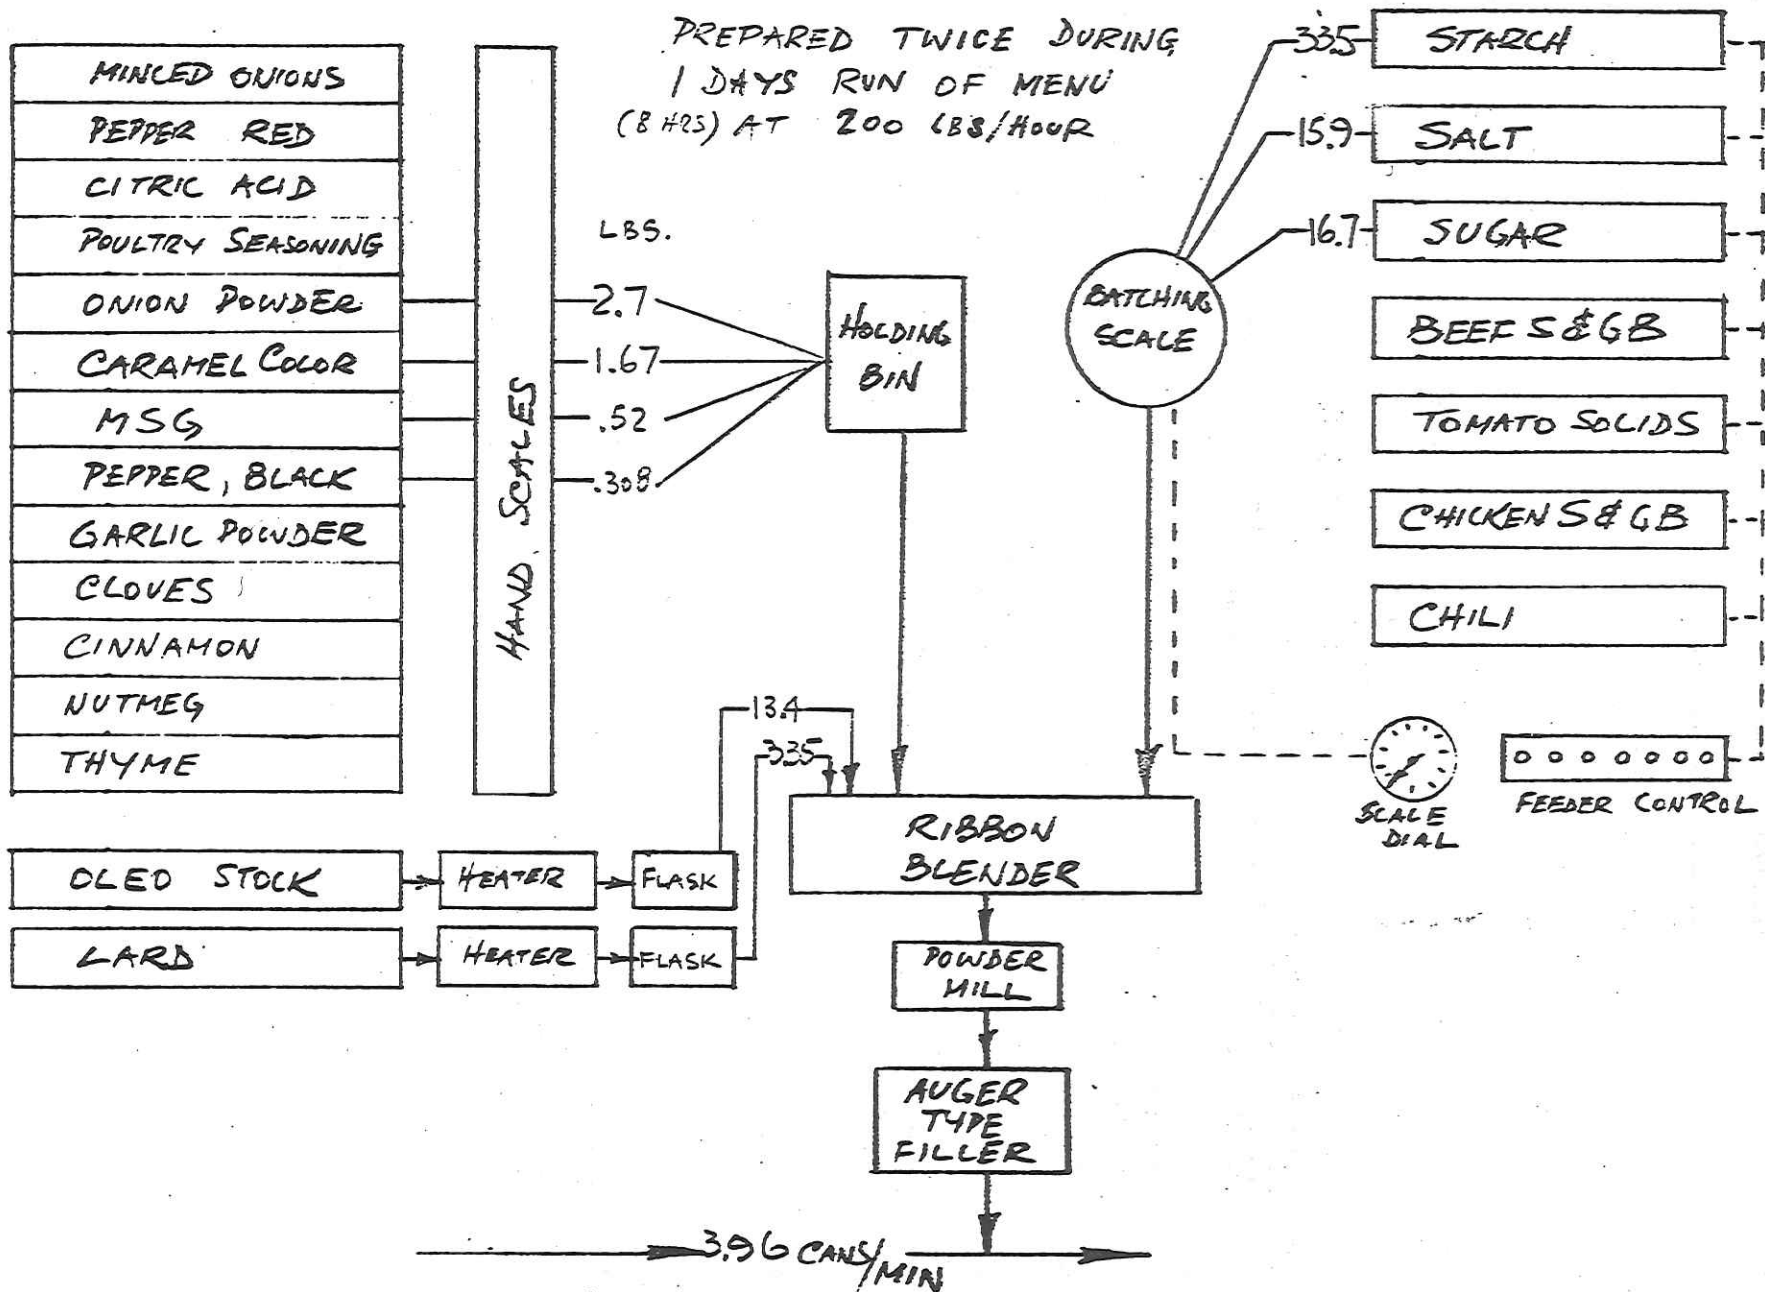 PREPARED TWICE DURING
1 DAYS RUN OF MENU
(8 HRS) AT 200 LBS/HOUR
MINCED ONIONS
PEPPER RED
CITRIC ACID
POULTRY SEASONING
ONION POWDER
CARAMEL COLOR
MSG
PEPPER, BLACK
GARLIC POWDER
CLOVES
CINNAMON
NUTMEG
THYME
HAND SCALES
LBS.
2.7
1.67
.52
.308
HOLDING
BIN
BATCHING
SCALE
33.5
15.9
16.7
STARCH
SALT
SUGAR
BEEF S & GB
TOMATO SOLIDS
CHICKEN S & GB
CHILI
SCALE
DIAL
FEEDER CONTROL
13.4
3.35
OLEO STOCK
HEATER
FLASK
LARD
HEATER
FLASK
RIBBON
BLENDER
POWDER
MILL
AUGER
TYPE
FILLER
3.96 CANS/MIN